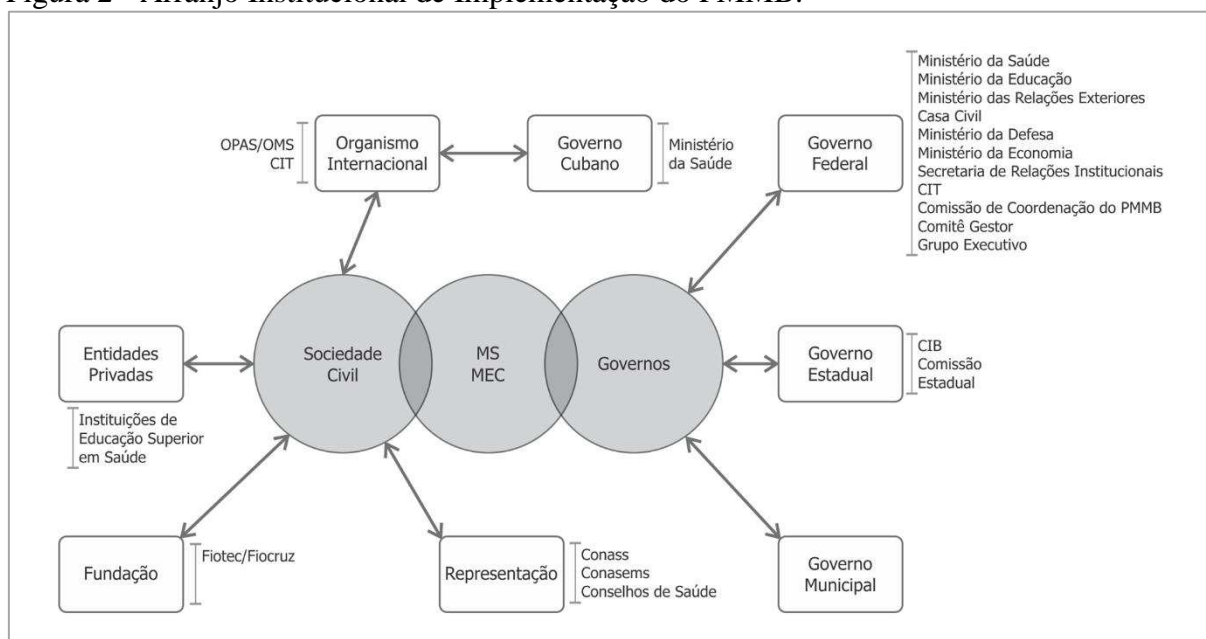 Figura 2 - Arranjo Institucional de Implementação do PMMB.
OPAS/OMS
CIT
Organismo
Internacional
Governo
Cubano
Ministério
da Saúde
Governo
Federal
Ministério da Saúde
Ministério da Educação
Ministério das Relações Exteriores
Casa Civil
Ministério da Defesa
Ministério da Economia
Secretaria de Relações Institucionais
CIT
Comissão de Coordenação do PMMB
Comitê Gestor
Grupo Executivo
Entidades
Privadas
Instituições de
Educação Superior
em Saúde
Sociedade
Civil
MS
MEC
Governos
Governo
Estadual
CIB
Comissão
Estadual
Fundação
Fiotec/Fiocruz
Representação
Conass
Conasems
Conselhos de Saúde
Governo
Municipal